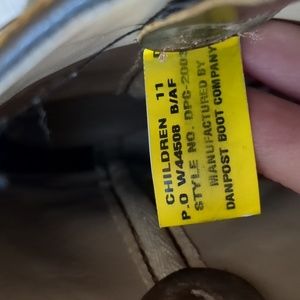 CHILDREN 11
P.O W44508 B/AF
STYLE NO. DPC-200
MANUFACTURED BY
DANPOST BOOT COMPANY